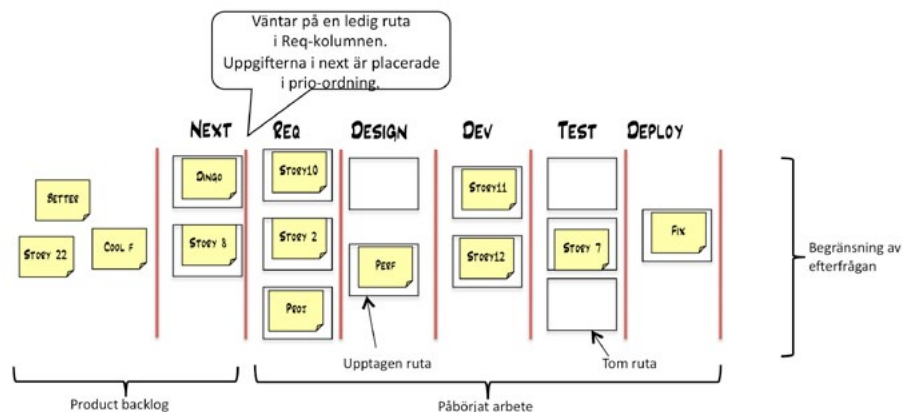 Väntar på en ledig ruta
i Req-kolumnen.
Uppgifterna i next är placerade
i prio-ordning.
NEXT
REQ
DESIGN
DEV
TEST
DEPLOY
BETTER
STORY 22
COOL F
DINGO
STORY 8
STORY10
STORY 2
PROJ
PERF
STORY11
STORY12
STORY 7
FIX
Begränsning av
efterfrågan
Upptagen ruta
Tom ruta
Product backlog
Påbörjat arbete